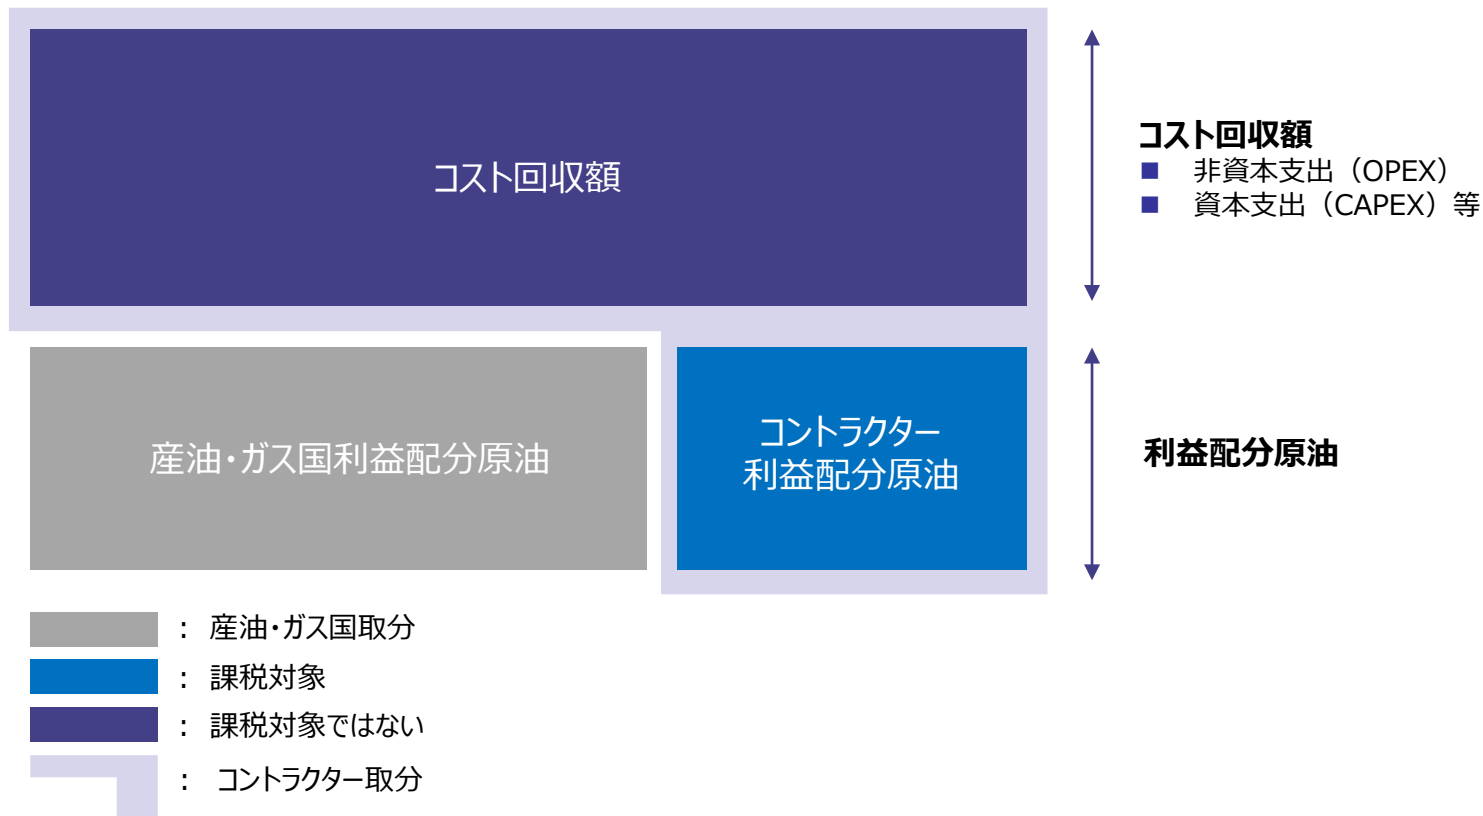 コスト回収額
コスト回収額
■ 非資本支出（OPEX）
■ 資本支出（CAPEX）等
産油・ガス国利益配分原油
コントラクター
利益配分原油
利益配分原油
： 産油・ガス国取分
： 課税対象
： 課税対象ではない
： コントラクター取分